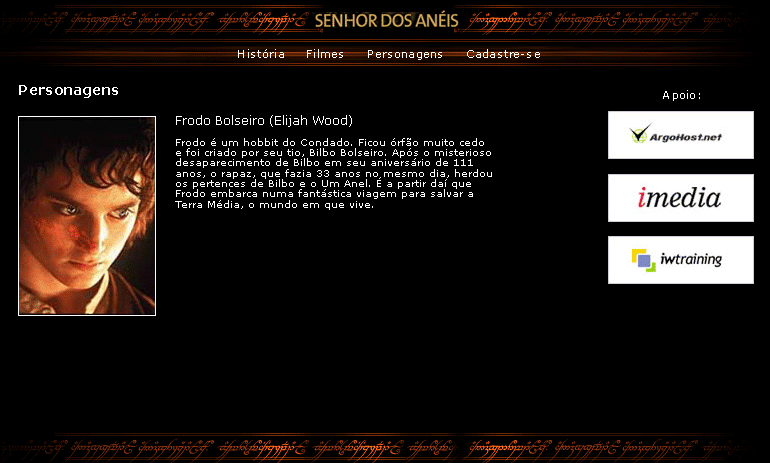 SENHOR DOS ANÉIS
História Filmes Personagens Cadastre-se
Personagens
Apoio:
Frodo Bolseiro (Elijah Wood)
Frodo é um hobbit do Condado. Ficou órfão muito cedo
e foi criado por seu tio, Bilbo Bolseiro. Após o misterioso
desaparecimento de Bilbo em seu aniversário de 111
anos, o rapaz, que fazia 33 anos no mesmo dia, herdou
os pertences de Bilbo e o Um Anel. É a partir daí que
Frodo embarca numa fantástica viagem para salvar a
Terra Média, o mundo em que vive.
ArgoHost.net
imedia
iwtraining